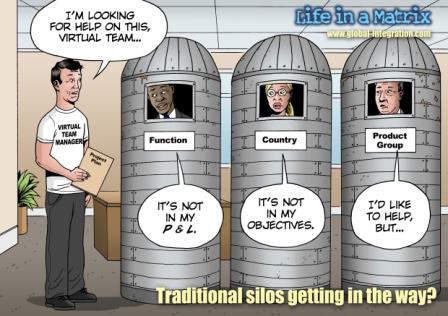 I'M LOOKING
FOR HELP ON THIS,
VIRTUAL TEAM...
Life in a Matrix
www.global-integration.com
VIRTUAL
TEAM
MANAGER
Project
Plan
Function
Country
Product
Group
IT'S NOT
IN MY
P & L.
IT'S NOT
IN MY
OBJECTIVES.
I'D LIKE
TO HELP,
BUT...
Traditional silos getting in the way?